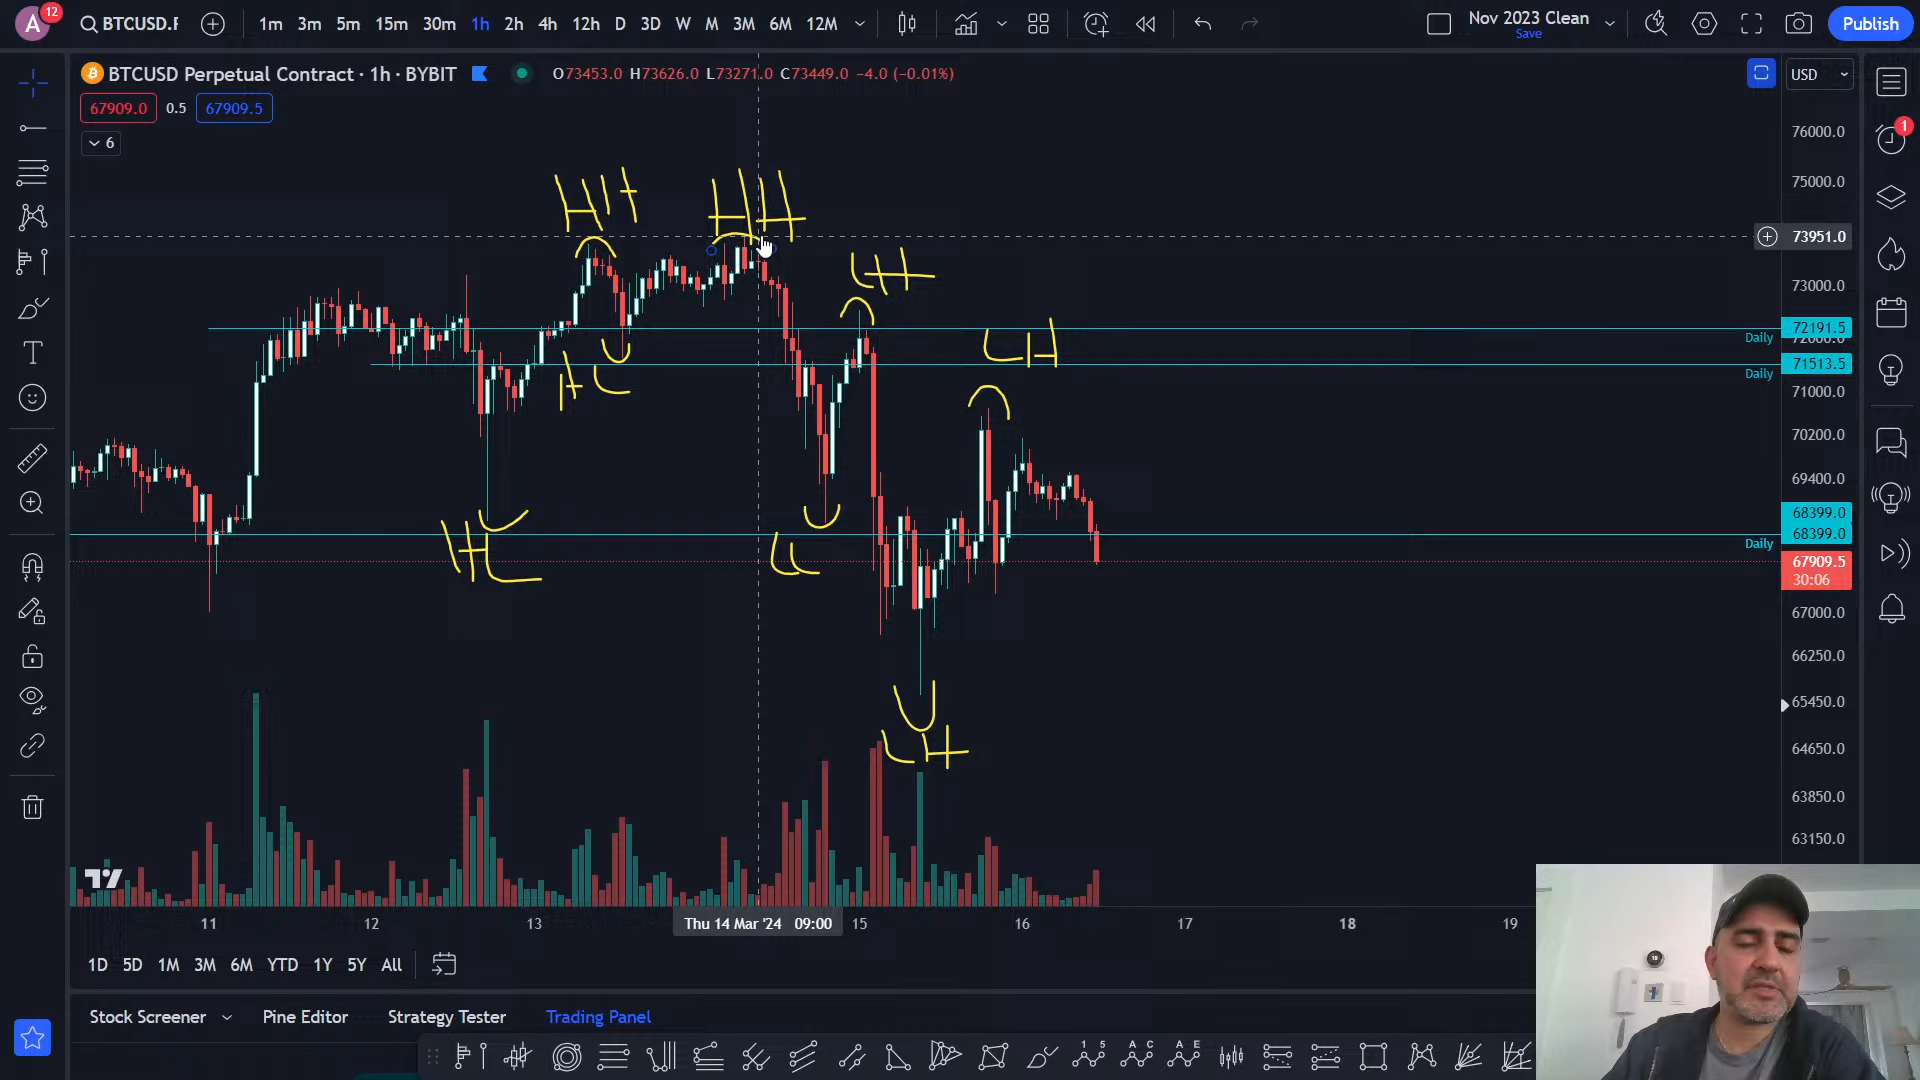 A 12 BTCUSD.F 1m 3m 5m 15m 30m 1h 2h 4h 12h D 3D W M 3M 6M 12M Nov 2023 Clean Save Publish
BTCUSD Perpetual Contract · 1h · BYBIT O73453.0 H73626.0 L73271.0 C73449.0 −4.0 (−0.01%) USD
67909.0 0.5 67909.5
6
1
76000.0
75000.0
HH HH
73951.0
LH
73000.0
72191.5
Daily 72000.0
LH
71513.5
Daily
HL
71000.0
70200.0
69400.0
68399.0
68399.0
Daily
HL LL
67909.5
30:06
67000.0
66250.0
65450.0
LH
64650.0
63850.0
63150.0
11 12 13 Thu 14 Mar '24 09:00 15 16 17 18 19
1D 5D 1M 3M 6M YTD 1Y 5Y All
Stock Screener Pine Editor Strategy Tester Trading Panel
1 5 A C A E